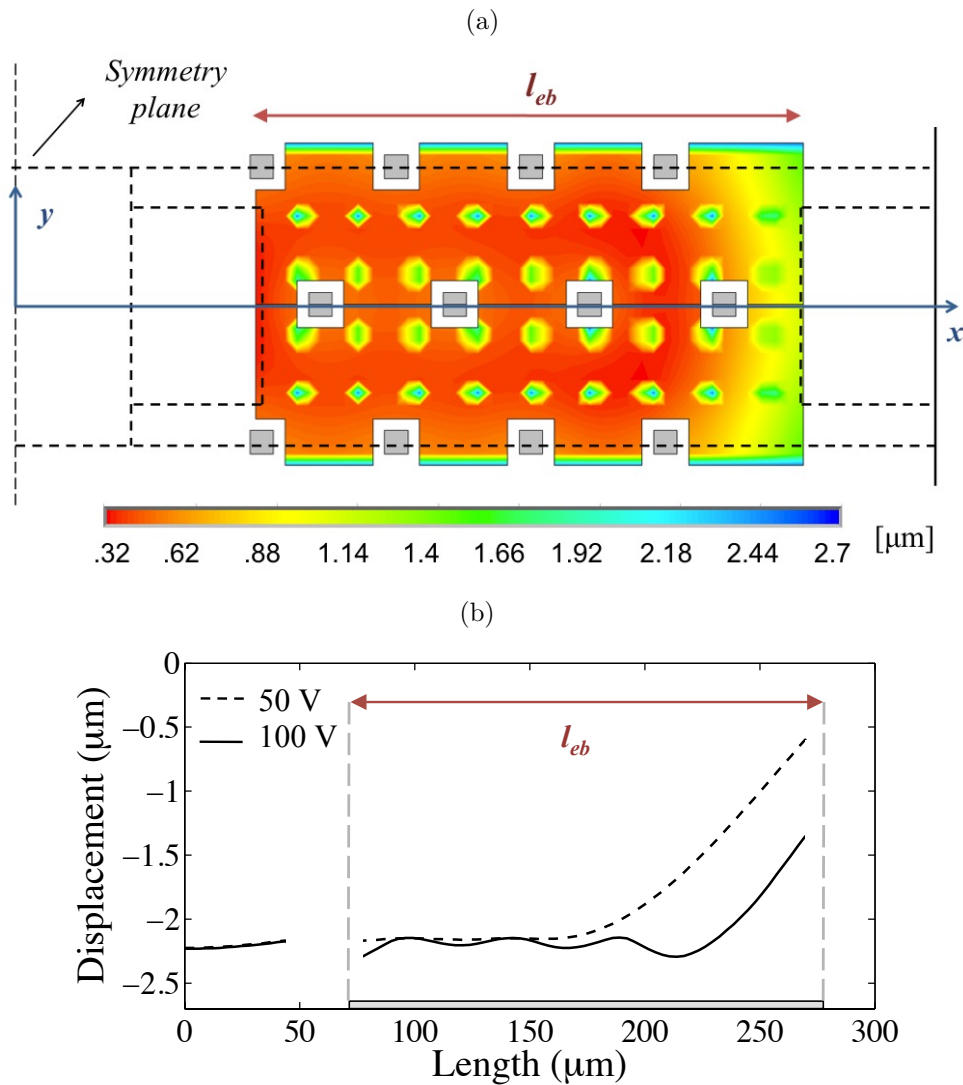 (a)
Symmetry
plane
l_eb
y
x
.32 .62 .88 1.14 1.4 1.66 1.92 2.18 2.44 2.7 [μm]
(b)
0
−0.5
−1
−1.5
−2
−2.5
Displacement (μm)
50 V
100 V
l_eb
0 50 100 150 200 250 300
Length (μm)